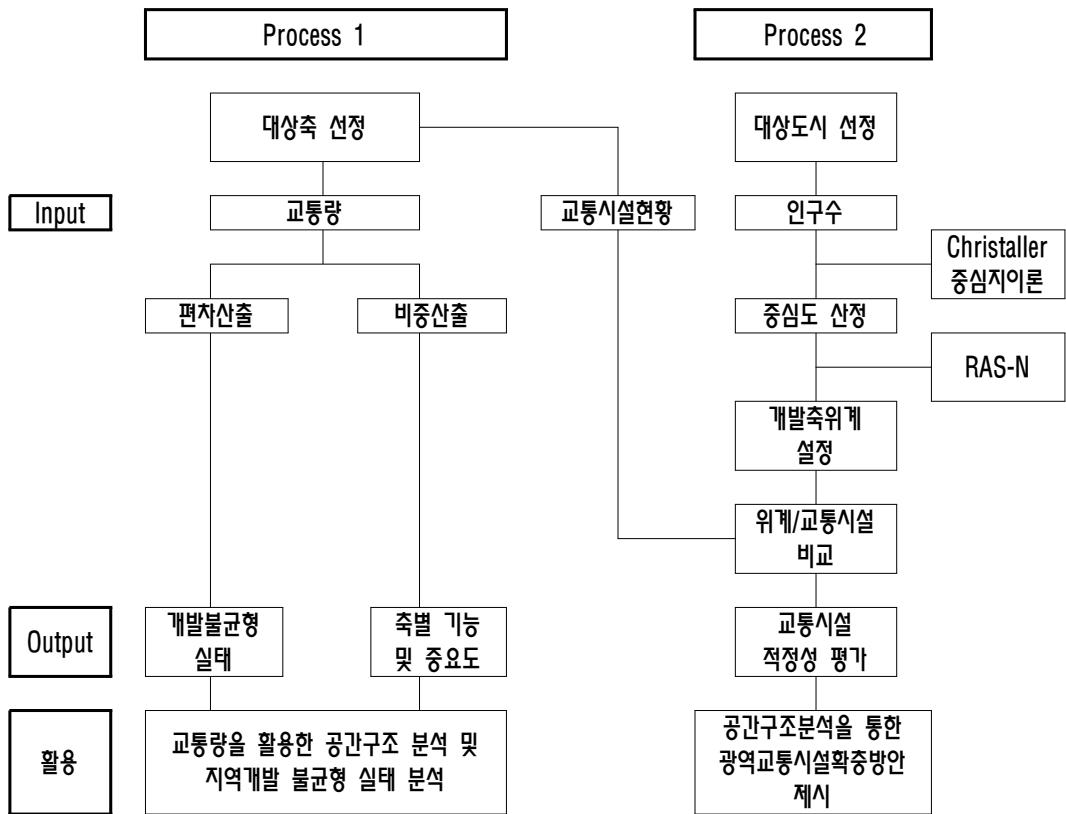 Process 1
Process 2
대상축 선정
대상도시 선정
Input
교통량
교통시설현황
인구수
Christaller
중심지이론
편차산출
비중산출
중심도 산정
RAS-N
개발축위계
설정
위계/교통시설
비교
Output
개발불균형
실태
축별 기능
및 중요도
교통시설
적정성 평가
활용
교통량을 활용한 공간구조 분석 및
지역개발 불균형 실태 분석
공간구조분석을 통한
광역교통시설확충방안
제시